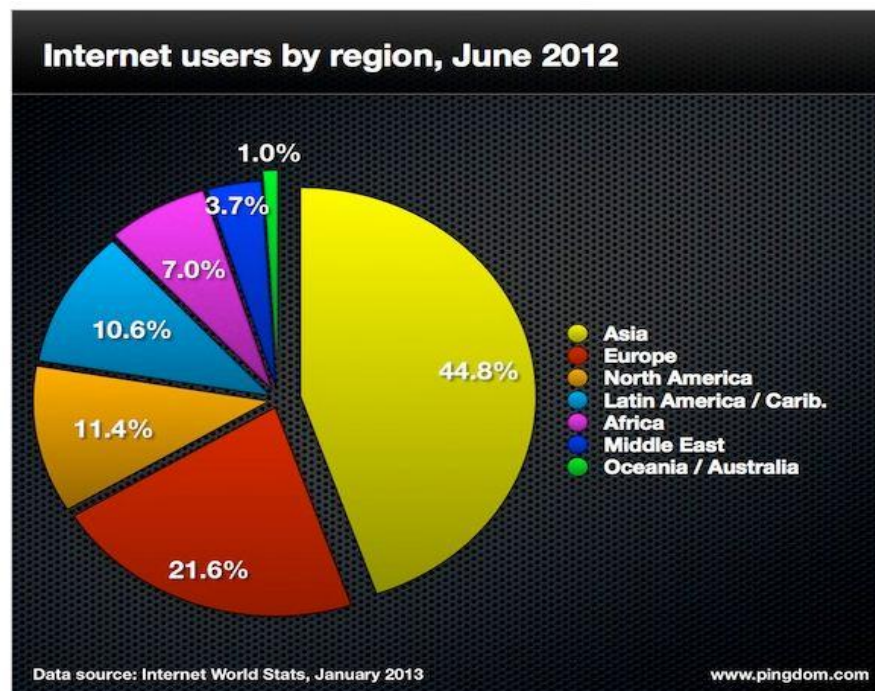 Internet users by region, June 2012
1.0%
3.7%
7.0%
10.6%
11.4%
21.6%
44.8%
Asia
Europe
North America
Latin America / Carib.
Africa
Middle East
Oceania / Australia
Data source: Internet World Stats, January 2013
www.pingdom.com